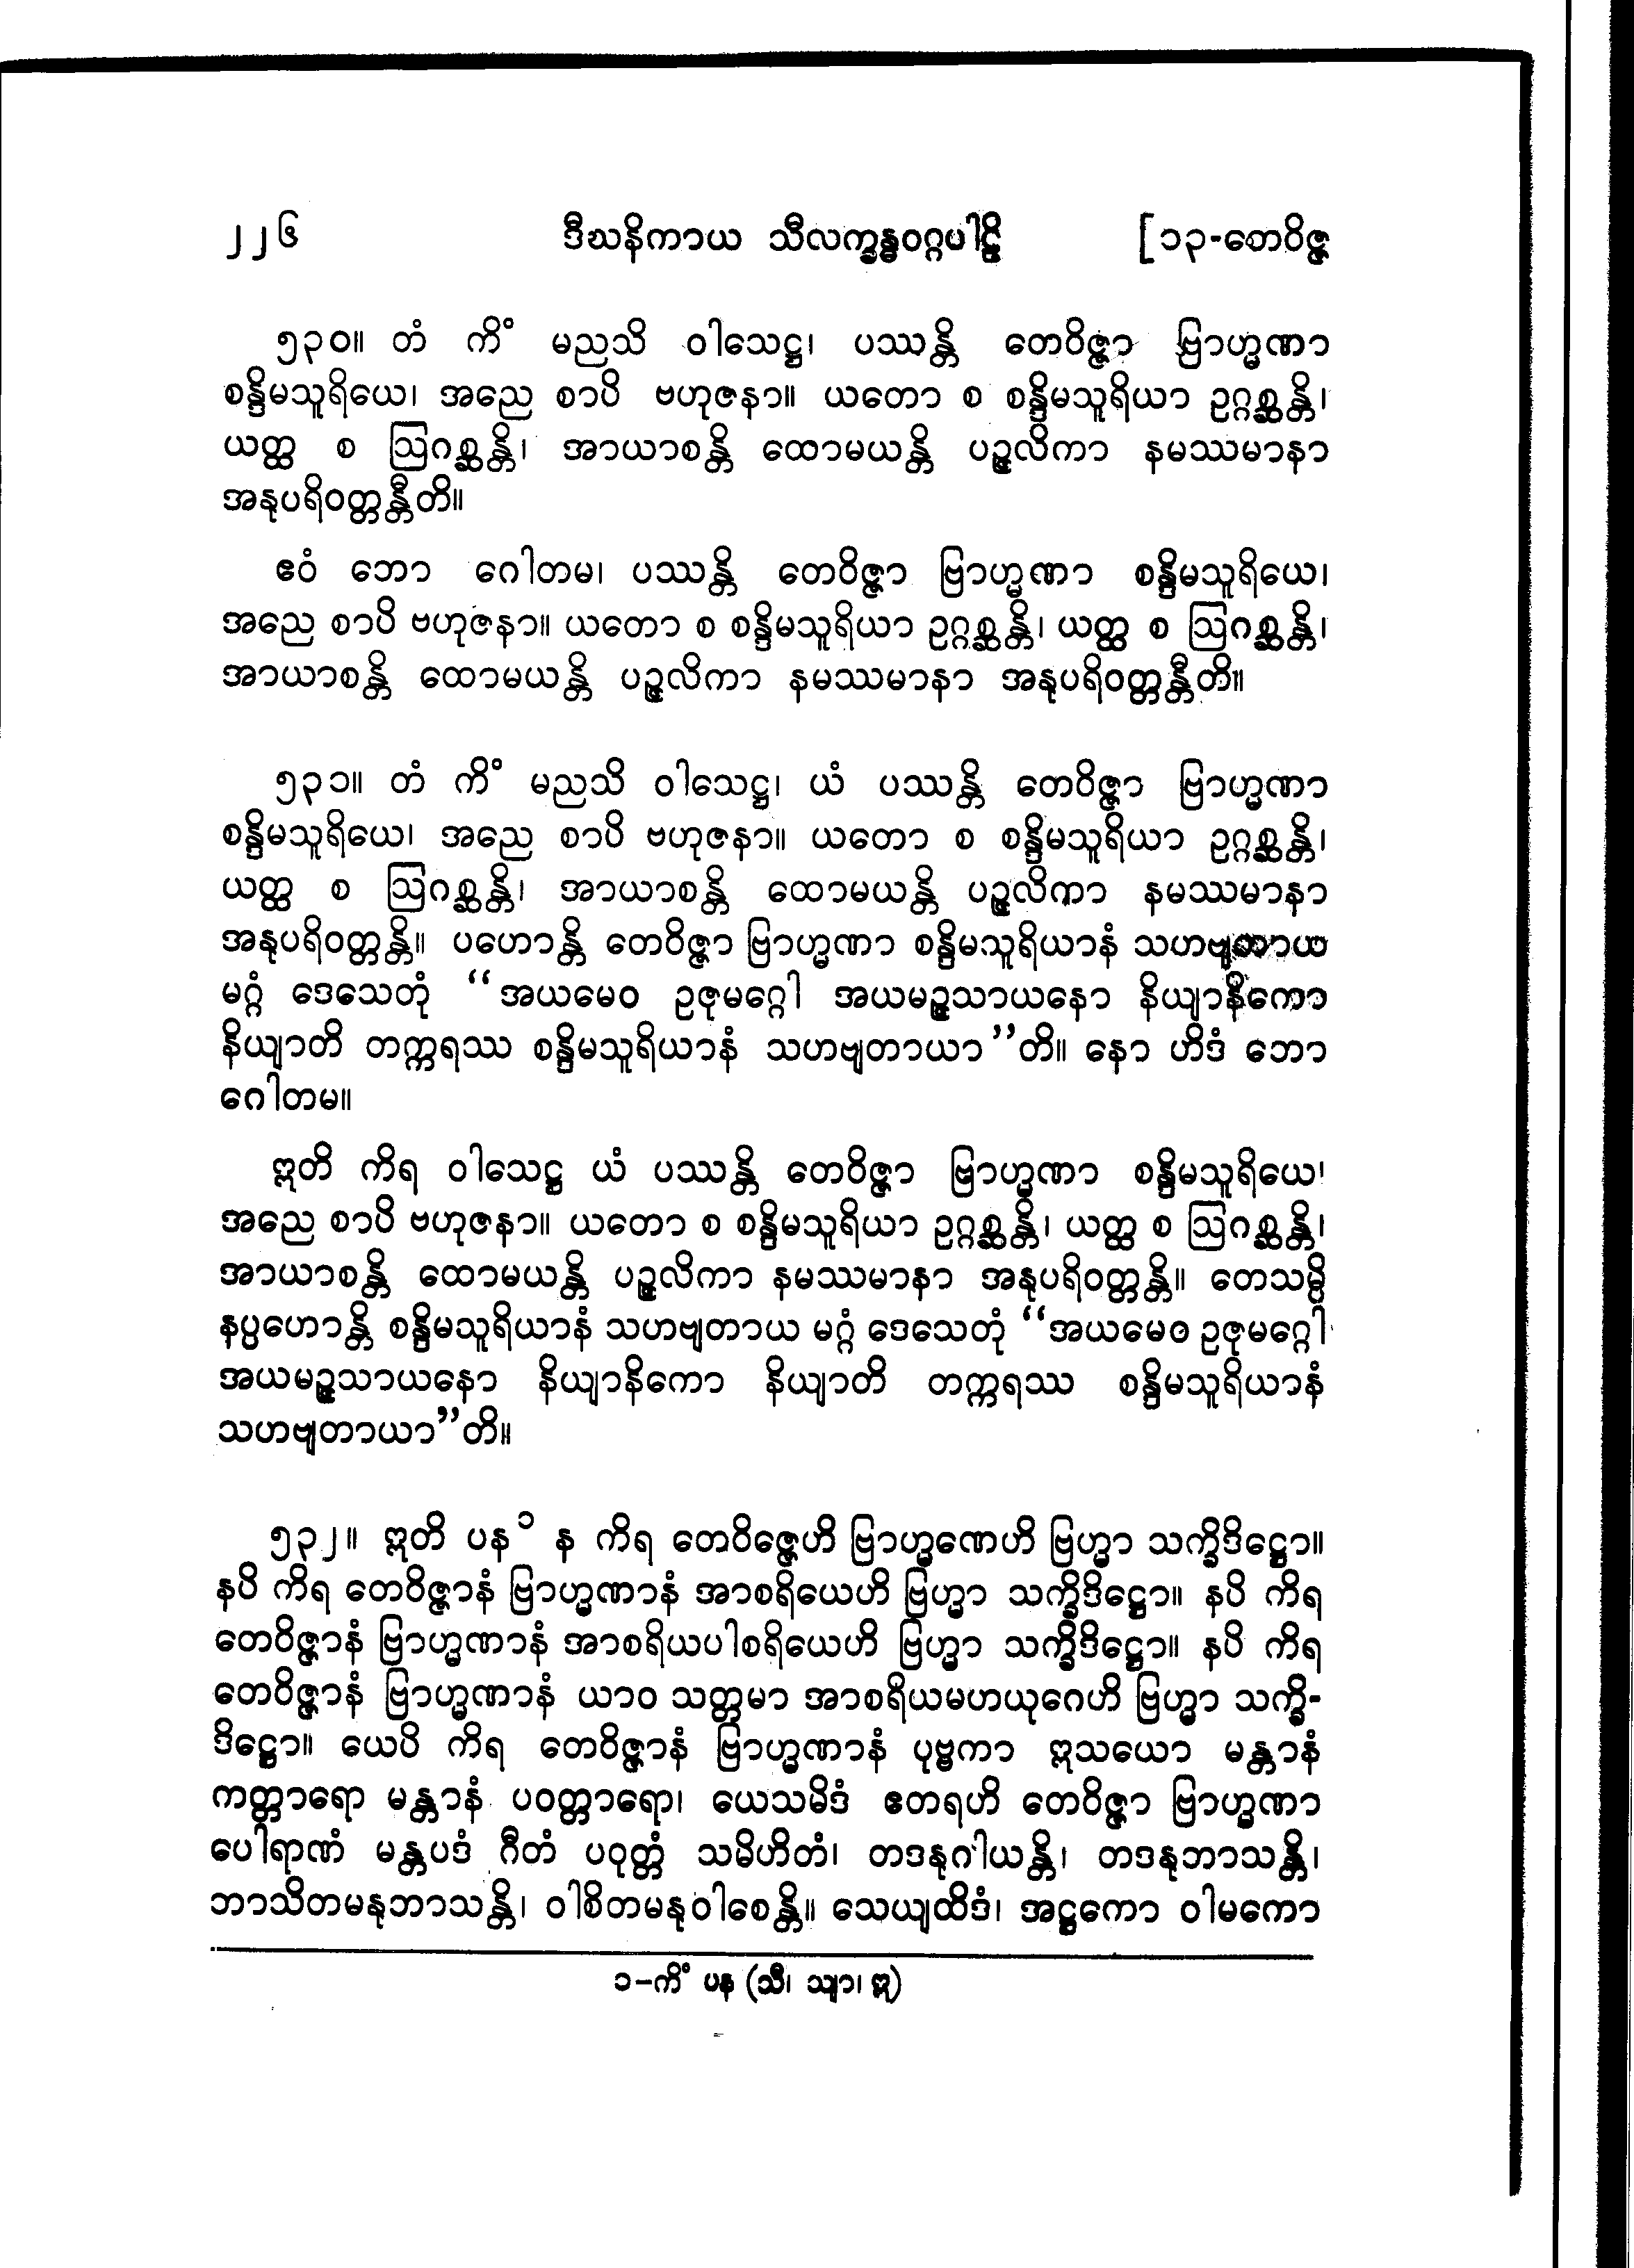 ၂၂၆ ဒီဃနိကာယ သီလက္ခန္ဓဝဂ္ဂပါဠိ [၁၃-တေဝိဇ္ဇ
၅၃၀။ တံ ကိံ မညသိ ဝါသေဋ္ဌ၊ ပဿန္တိ တေဝိဇ္ဇာ ဗြာဟ္မဏာ
စန္ဒိမသူရိယေ၊ အညေ စာပိ ဗဟုဇနာ။ ယတော စ စန္ဒိမသူရိယာ ဥဂ္ဂစ္ဆန္တိ၊
ယတ္ထ စ ဩဂစ္ဆန္တိ၊ အာယာစန္တိ ထောမယန္တိ ပဉ္ဇလိကာ နမဿမာနာ
အနုပရိဝတ္တန္တီတိ။
ဧဝံ ဘော ဂေါတမ၊ ပဿန္တိ တေဝိဇ္ဇာ ဗြာဟ္မဏာ စန္ဒိမသူရိယေ၊
အညေ စာပိ ဗဟုဇနာ။ ယတော စ စန္ဒိမသူရိယာ ဥဂ္ဂစ္ဆန္တိ၊ ယတ္ထ စ ဩဂစ္ဆန္တိ၊
အာယာစန္တိ ထောမယန္တိ ပဉ္ဇလိကာ နမဿမာနာ အနုပရိဝတ္တန္တီတိ။
၅၃၁။ တံ ကိံ မညသိ ဝါသေဋ္ဌ၊ ယံ ပဿန္တိ တေဝိဇ္ဇာ ဗြာဟ္မဏာ
စန္ဒိမသူရိယေ၊ အညေ စာပိ ဗဟုဇနာ။ ယတော စ စန္ဒိမသူရိယာ ဥဂ္ဂစ္ဆန္တိ၊
ယတ္ထ စ ဩဂစ္ဆန္တိ၊ အာယာစန္တိ ထောမယန္တိ ပဉ္ဇလိကာ နမဿမာနာ
အနုပရိဝတ္တန္တိ။ ပဟောန္တိ တေဝိဇ္ဇာ ဗြာဟ္မဏာ စန္ဒိမသူရိယာနံ သဟဗျတာယ
မဂ္ဂံ ဒေသေတုံ “အယမေဝ ဥဇုမဂ္ဂေါ အယမဉ္ဇသာယနော နိယျာနိကော
နိယျာတိ တက္ကရဿ စန္ဒိမသူရိယာနံ သဟဗျတာယာ”တိ။ နော ဟိဒံ ဘော
ဂေါတမ။
ဣတိ ကိရ ဝါသေဋ္ဌ ယံ ပဿန္တိ တေဝိဇ္ဇာ ဗြာဟ္မဏာ စန္ဒိမသူရိယေ၊
အညေ စာပိ ဗဟုဇနာ။ ယတော စ စန္ဒိမသူရိယာ ဥဂ္ဂစ္ဆန္တိ၊ ယတ္ထ စ ဩဂစ္ဆန္တိ၊
အာယာစန္တိ ထောမယန္တိ ပဉ္ဇလိကာ နမဿမာနာ အနုပရိဝတ္တန္တိ။ တေသမ္ပိ
နပ္ပဟောန္တိ စန္ဒိမသူရိယာနံ သဟဗျတာယ မဂ္ဂံ ဒေသေတုံ “အယမေဝ ဥဇုမဂ္ဂေါ
အယမဉ္ဇသာယနော နိယျာနိကော နိယျာတိ တက္ကရဿ စန္ဒိမသူရိယာနံ
သဟဗျတာယာ”တိ။
၅၃၂။ ဣတိ ပန ၁ န ကိရ တေဝိဇ္ဇေဟိ ဗြာဟ္မဏေဟိ ဗြဟ္မာ သက္ခိဒိဋ္ဌော။
နပိ ကိရ တေဝိဇ္ဇာနံ ဗြာဟ္မဏာနံ အာစရိယေဟိ ဗြဟ္မာ သက္ခိဒိဋ္ဌော။ နပိ ကိရ
တေဝိဇ္ဇာနံ ဗြာဟ္မဏာနံ အာစရိယပါစရိယေဟိ ဗြဟ္မာ သက္ခိဒိဋ္ဌော။ နပိ ကိရ
တေဝိဇ္ဇာနံ ဗြာဟ္မဏာနံ ယာဝ သတ္တမာ အာစရိယမဟယုဂေဟိ ဗြဟ္မာ သက္ခိ-
ဒိဋ္ဌော။ ယေပိ ကိရ တေဝိဇ္ဇာနံ ဗြာဟ္မဏာနံ ပုဗ္ဗကာ ဣသယော မန္တာနံ
ကတ္တာရော မန္တာနံ ပဝတ္တာရော၊ ယေသမိဒံ ဧတရဟိ တေဝိဇ္ဇာ ဗြာဟ္မဏာ
ပေါရာဏံ မန္တပဒံ ဂီတံ ပဝုတ္တံ သမိဟိတံ၊ တဒနုဂါယန္တိ၊ တဒနုဘာသန္တိ၊
ဘာသိတမနုဘာသန္တိ၊ ဝါစိတမနုဝါစေန္တိ။ သေယျထိဒံ၊ အဋ္ဌကော ဝါမကော
၁-ကိံ ပန (သီ၊ သျာ၊ ဣ)